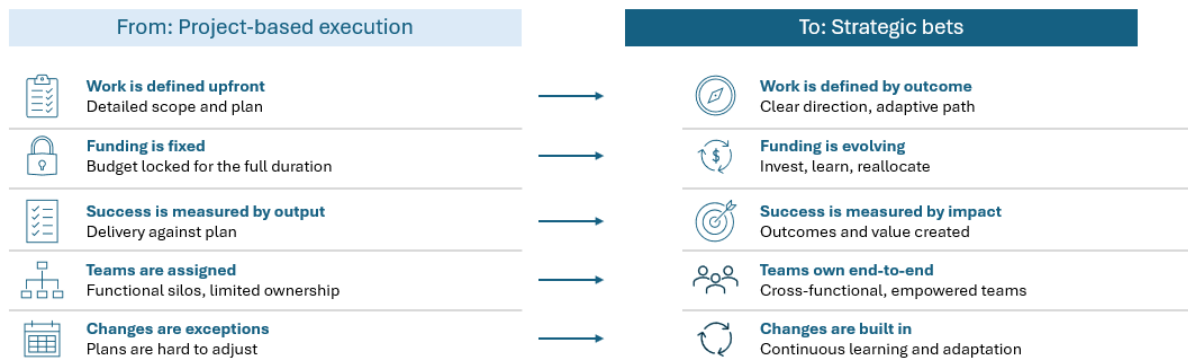 From: Project-based execution
To: Strategic bets
Work is defined upfront
Detailed scope and plan
Work is defined by outcome
Clear direction, adaptive path
Funding is fixed
Budget locked for the full duration
Funding is evolving
Invest, learn, reallocate
$
Success is measured by output
Delivery against plan
Success is measured by impact
Outcomes and value created
Teams are assigned
Functional silos, limited ownership
Teams own end-to-end
Cross-functional, empowered teams
Changes are exceptions
Plans are hard to adjust
Changes are built in
Continuous learning and adaptation